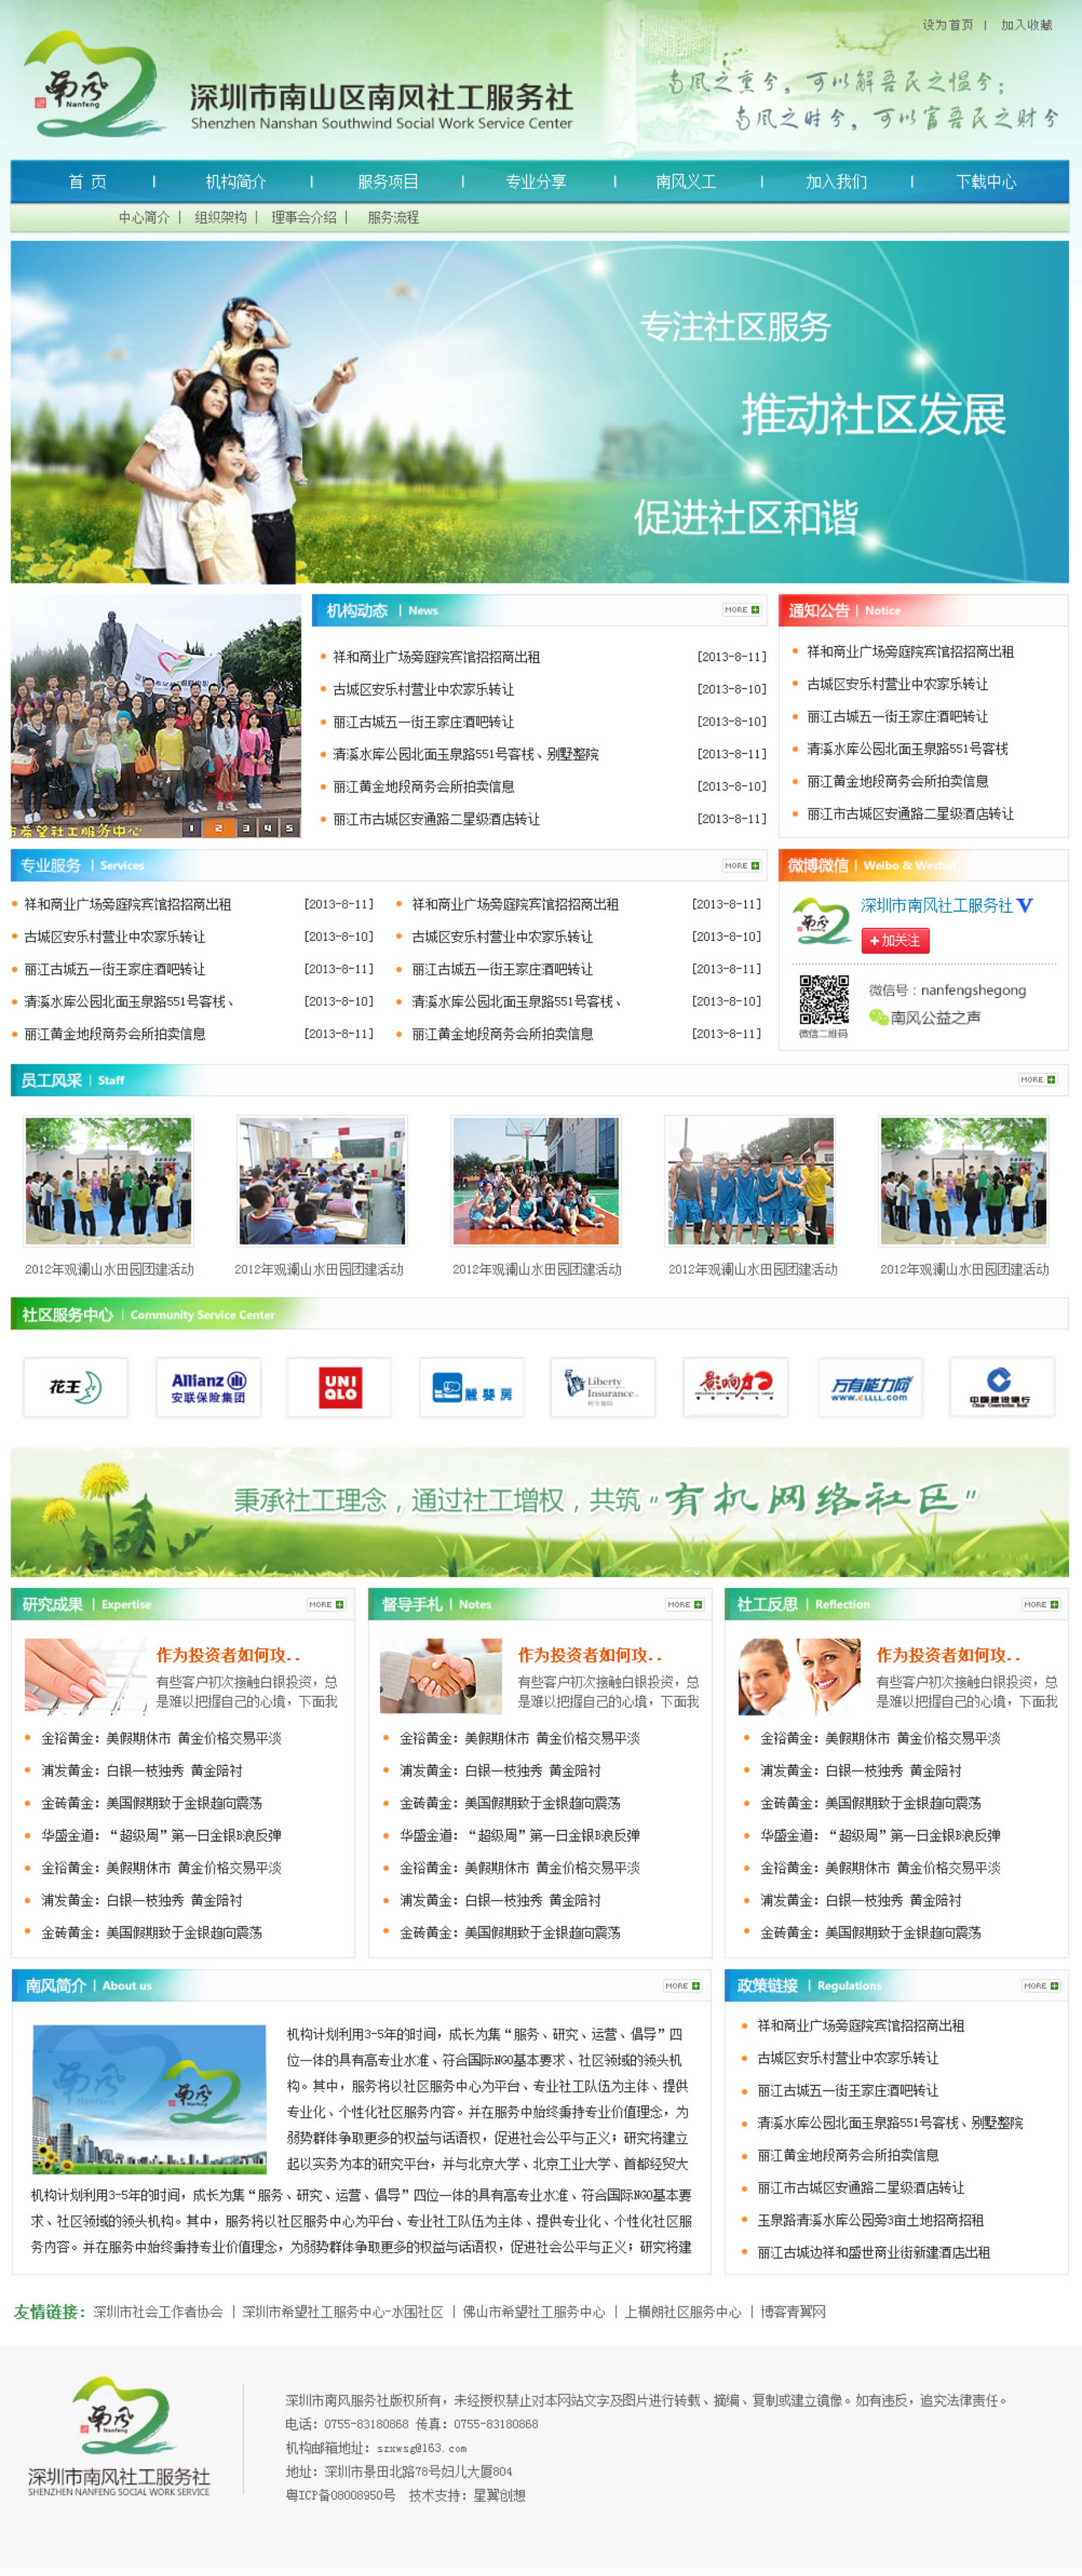 设为首页 | 加入收藏
南风
Nanfeng
深圳市南山区南风社工服务社
Shenzhen Nanshan Southwind Social Work Service Center
南风之熏兮，可以解吾民之愠兮；
南风之时兮，可以富吾民之财兮
首 页 | 机构简介 | 服务项目 | 专业分享 | 南风义工 | 加入我们 | 下载中心
中心简介 | 组织架构 | 理事会介绍 | 服务流程
专注社区服务
推动社区发展
促进社区和谐
市希望社工服务中心
1 2 3 4 5
机构动态 | News MORE
祥和商业广场旁庭院宾馆招招商出租 [2013-8-11]
古城区安乐村营业中农家乐转让 [2013-8-10]
丽江古城五一街王家庄酒吧转让 [2013-8-10]
清溪水库公园北面玉泉路551号客栈、别墅整院 [2013-8-11]
丽江黄金地段商务会所拍卖信息 [2013-8-10]
丽江市古城区安通路二星级酒店转让 [2013-8-11]
通知公告 | Notice
祥和商业广场旁庭院宾馆招招商出租
古城区安乐村营业中农家乐转让
丽江古城五一街王家庄酒吧转让
清溪水库公园北面玉泉路551号客栈
丽江黄金地段商务会所拍卖信息
丽江市古城区安通路二星级酒店转让
专业服务 | Services MORE
祥和商业广场旁庭院宾馆招招商出租 [2013-8-11] 祥和商业广场旁庭院宾馆招招商出租 [2013-8-11]
古城区安乐村营业中农家乐转让 [2013-8-10] 古城区安乐村营业中农家乐转让 [2013-8-10]
丽江古城五一街王家庄酒吧转让 [2013-8-11] 丽江古城五一街王家庄酒吧转让 [2013-8-11]
清溪水库公园北面玉泉路551号客栈、 [2013-8-10] 清溪水库公园北面玉泉路551号客栈、 [2013-8-10]
丽江黄金地段商务会所拍卖信息 [2013-8-11] 丽江黄金地段商务会所拍卖信息 [2013-8-11]
微博微信 | Weibo & Wechat
南风
深圳市南风社工服务社 V
+加关注
微信号：nanfengshegong
南风公益之声
微信二维码
员工风采 | Staff MORE
2012年观澜山水田园团建活动 2012年观澜山水田园团建活动 2012年观澜山水田园团建活动 2012年观澜山水田园团建活动 2012年观澜山水田园团建活动
社区服务中心 | Community Service Center
花王
Allianz
安联保险集团
UNI
QLO
丽婴房
Liberty
Insurance
利宝保险
影响力
万有能力网
www.eLLLL.com
中国建设银行
China Construction Bank
秉承社工理念，通过社工增权，共筑“有机网络社区”
研究成果 | Expertise MORE
作为投资者如何攻..
有些客户初次接触白银投资，总
是难以把握自己的心境，下面我
金裕黄金：美假期休市 黄金价格交易平淡
浦发黄金：白银一枝独秀 黄金陪衬
金砖黄金：美国假期致于金银趋向震荡
华盛金道：“超级周”第一日金银B浪反弹
金裕黄金：美假期休市 黄金价格交易平淡
浦发黄金：白银一枝独秀 黄金陪衬
金砖黄金：美国假期致于金银趋向震荡
督导手札 | Notes MORE
作为投资者如何攻..
有些客户初次接触白银投资，总
是难以把握自己的心境，下面我
金裕黄金：美假期休市 黄金价格交易平淡
浦发黄金：白银一枝独秀 黄金陪衬
金砖黄金：美国假期致于金银趋向震荡
华盛金道：“超级周”第一日金银B浪反弹
金裕黄金：美假期休市 黄金价格交易平淡
浦发黄金：白银一枝独秀 黄金陪衬
金砖黄金：美国假期致于金银趋向震荡
社工反思 | Reflection MORE
作为投资者如何攻..
有些客户初次接触白银投资，总
是难以把握自己的心境，下面我
金裕黄金：美假期休市 黄金价格交易平淡
浦发黄金：白银一枝独秀 黄金陪衬
金砖黄金：美国假期致于金银趋向震荡
华盛金道：“超级周”第一日金银B浪反弹
金裕黄金：美假期休市 黄金价格交易平淡
浦发黄金：白银一枝独秀 黄金陪衬
金砖黄金：美国假期致于金银趋向震荡
南风简介 | About us MORE
南风
机构计划利用3-5年的时间，成长为集“服务、研究、运营、倡导”四
位一体的具有高专业水准、符合国际NGO基本要求、社区领域的领头机
构。其中，服务将以社区服务中心为平台、专业社工队伍为主体、提供
专业化、个性化社区服务内容。并在服务中始终秉持专业价值理念，为
弱势群体争取更多的权益与话语权，促进社会公平与正义；研究将建立
起以实务为本的研究平台，并与北京大学、北京工业大学、首都经贸大
机构计划利用3-5年的时间，成长为集“服务、研究、运营、倡导”四位一体的具有高专业水准、符合国际NGO基本要
求、社区领域的领头机构。其中，服务将以社区服务中心为平台、专业社工队伍为主体、提供专业化、个性化社区服
务内容。并在服务中始终秉持专业价值理念，为弱势群体争取更多的权益与话语权，促进社会公平与正义；研究将建
政策链接 | Regulations MORE
祥和商业广场旁庭院宾馆招招商出租
古城区安乐村营业中农家乐转让
丽江古城五一街王家庄酒吧转让
清溪水库公园北面玉泉路551号客栈、别墅整院
丽江黄金地段商务会所拍卖信息
丽江市古城区安通路二星级酒店转让
玉泉路清溪水库公园旁3亩土地招商招租
丽江古城边祥和盛世商业街新建酒店出租
友情链接：深圳市社会工作者协会 | 深圳市希望社工服务中心-水围社区 | 佛山市希望社工服务中心 | 上横朗社区服务中心 | 博客青翼网
南风
Nanfeng
深圳市南风社工服务社
SHENZHEN NANFENG SOCIAL WORK SERVICE
深圳市南风服务社版权所有，未经授权禁止对本网站文字及图片进行转载、摘编、复制或建立镜像。如有违反，追究法律责任。
电话：0755-83180868 传真：0755-83180868
机构邮箱地址：szxwsg@163.com
地址：深圳市景田北路78号妇儿大厦804
粤ICP备08008950号 技术支持：星翼创想